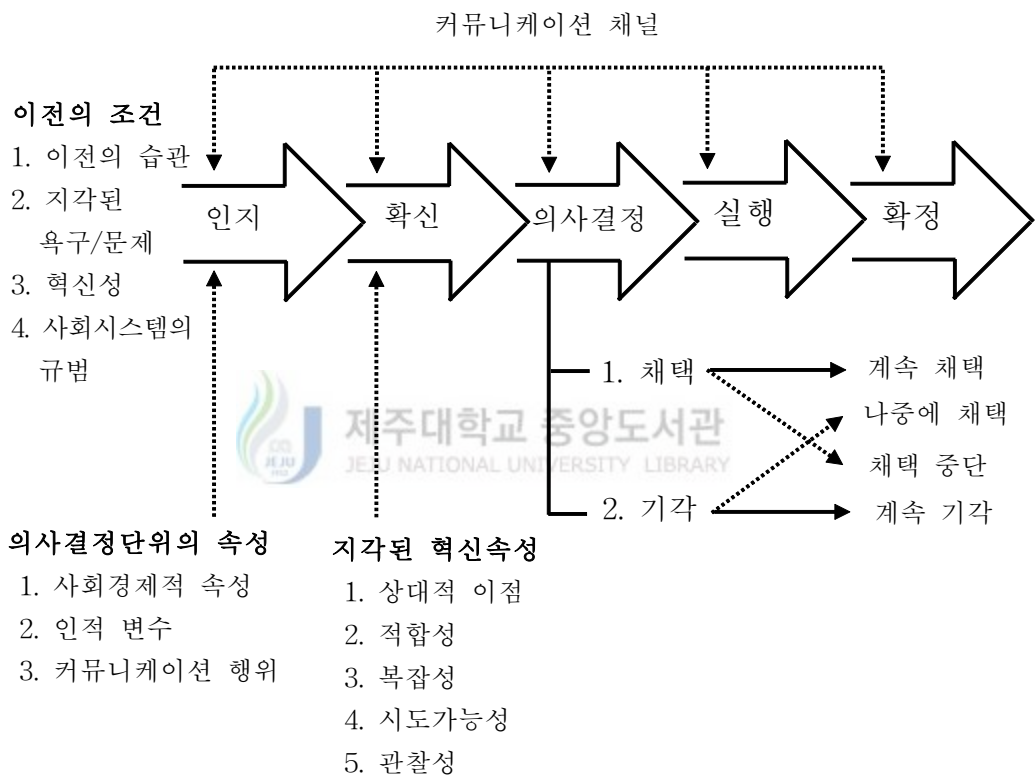 커뮤니케이션 채널
이전의 조건
1. 이전의 습관
2. 지각된
욕구/문제
3. 혁신성
4. 사회시스템의
규범
인지
확신
의사결정
실행
확정
1. 채택
2. 기각
계속 채택
나중에 채택
채택 중단
계속 기각
제주대학교 중앙도서관
JEJU NATIONAL UNIVERSITY LIBRARY
JEJU
1952
의사결정단위의 속성
1. 사회경제적 속성
2. 인적 변수
3. 커뮤니케이션 행위
지각된 혁신속성
1. 상대적 이점
2. 적합성
3. 복잡성
4. 시도가능성
5. 관찰성